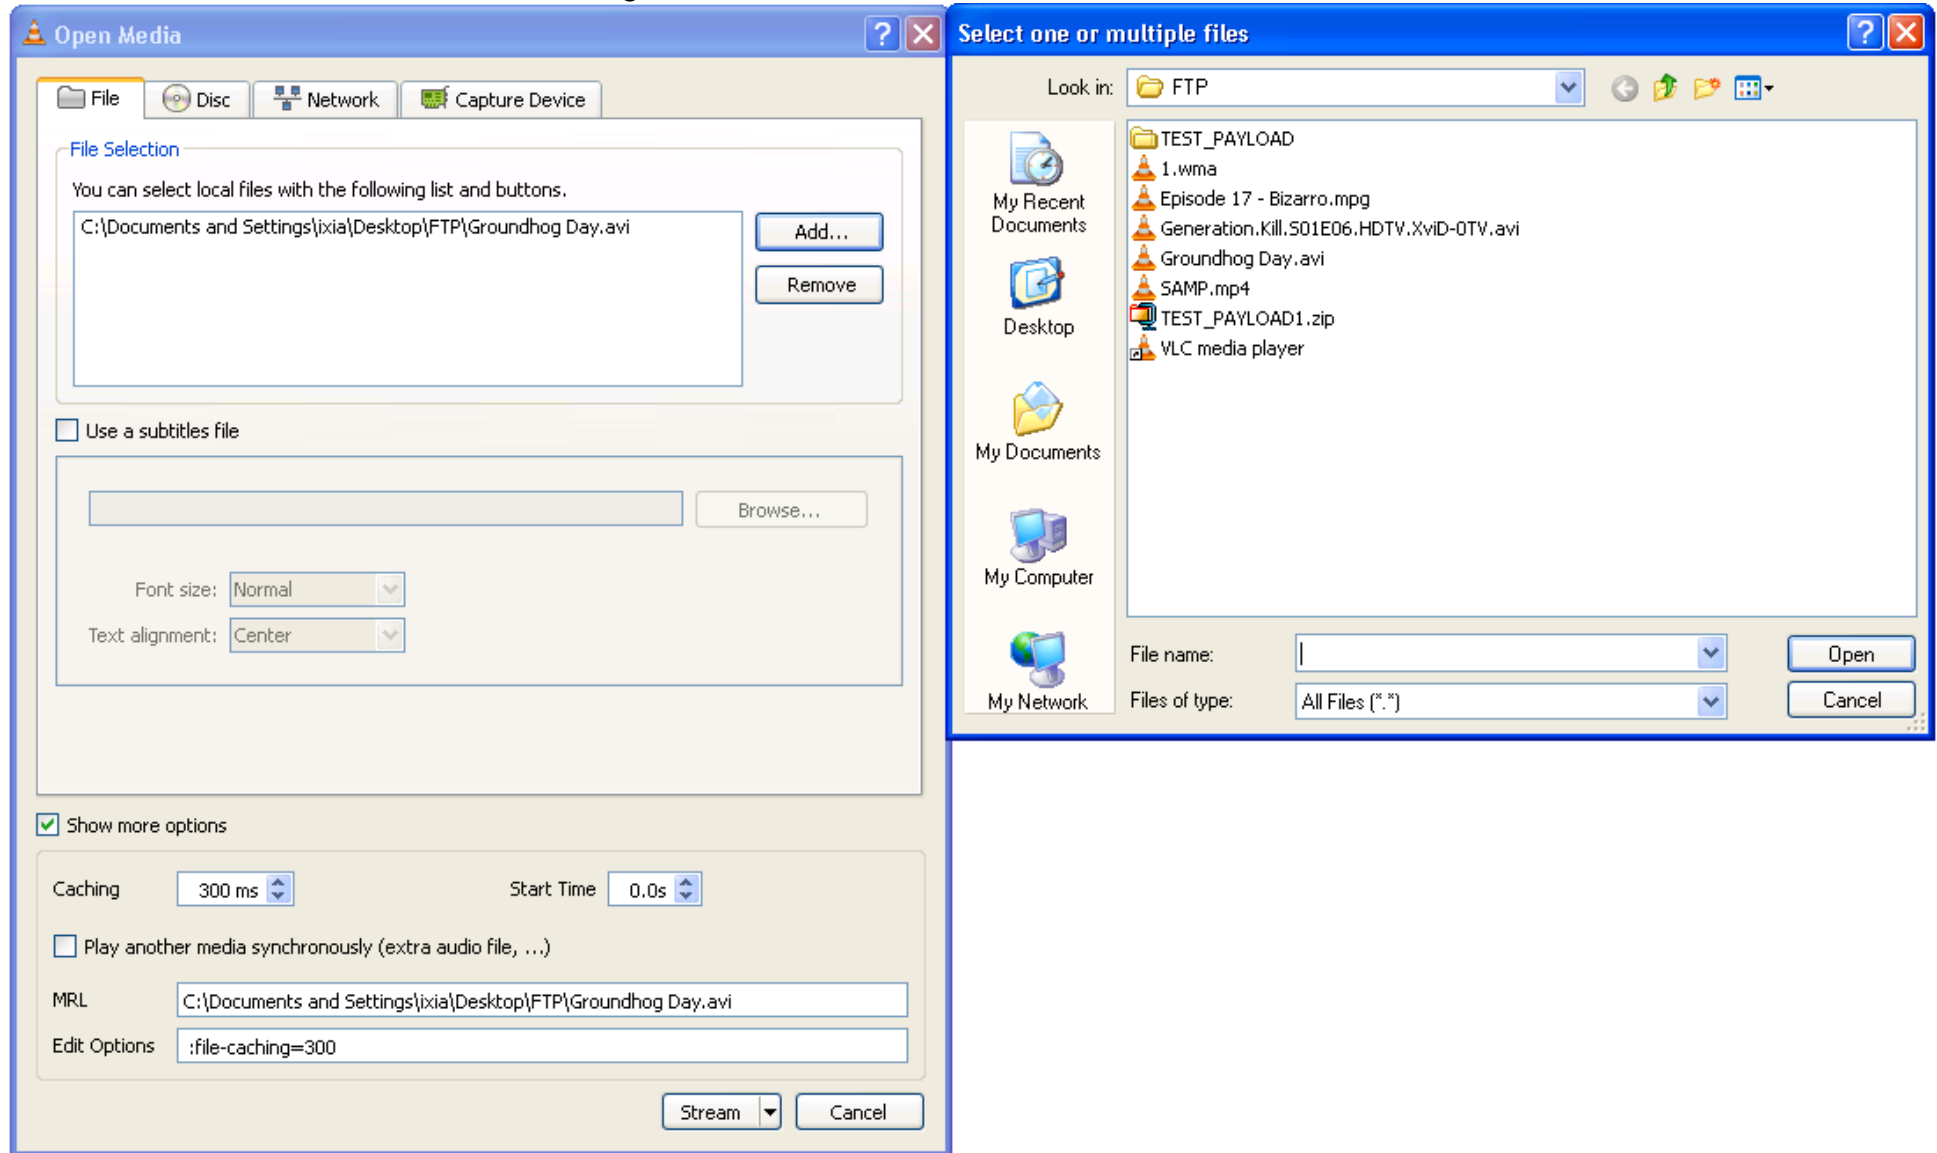 Open Media
File
Disc
Network
Capture Device
File Selection
You can select local files with the following list and buttons.
C:\Documents and Settings\ixia\Desktop\FTP\Groundhog Day.avi
Add...
Remove
Use a subtitles file
Browse...
Font size: Normal
Text alignment: Center
Show more options
Caching 300 ms Start Time 0.0s
Play another media synchronously (extra audio file, ...)
MRL C:\Documents and Settings\ixia\Desktop\FTP\Groundhog Day.avi
Edit Options :file-caching=300
Stream Cancel
Select one or multiple files
Look in: FTP
My Recent
Documents
Desktop
My Documents
My Computer
My Network
TEST_PAYLOAD
1.wma
Episode 17 - Bizarro.mpg
Generation.Kill.S01E06.HDTV.XviD-0TV.avi
Groundhog Day.avi
SAMP.mp4
TEST_PAYLOAD1.zip
VLC media player
File name: Open
Files of type: All Files (*.*) Cancel